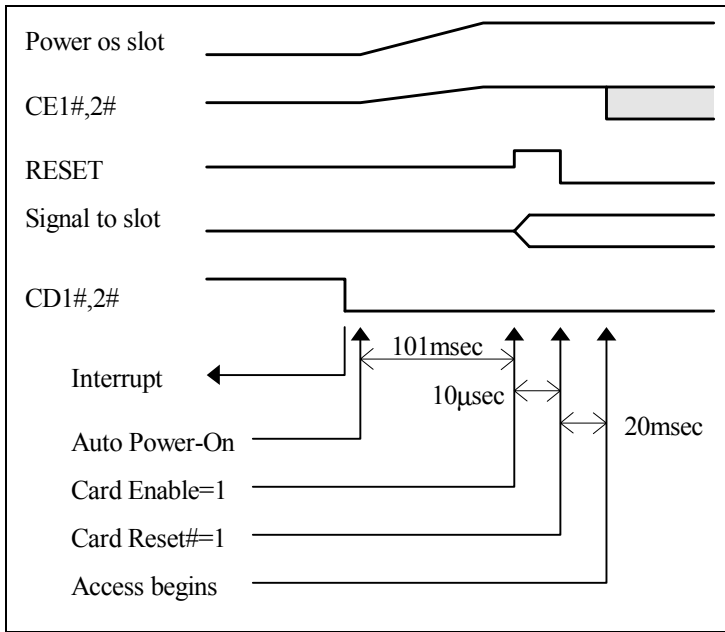 Power os slot
CE1#,2#
RESET
Signal to slot
CD1#,2#
101msec
Interrupt
10μsec
20msec
Auto Power-On
Card Enable=1
Card Reset#=1
Access begins